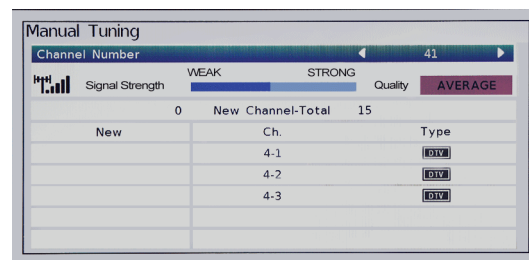 Manual Tuning
Channel Number 41
WEAK STRONG
Signal Strength Quality AVERAGE
0 New Channel-Total 15
New Ch. Type
4-1 DTV
4-2 DTV
4-3 DTV